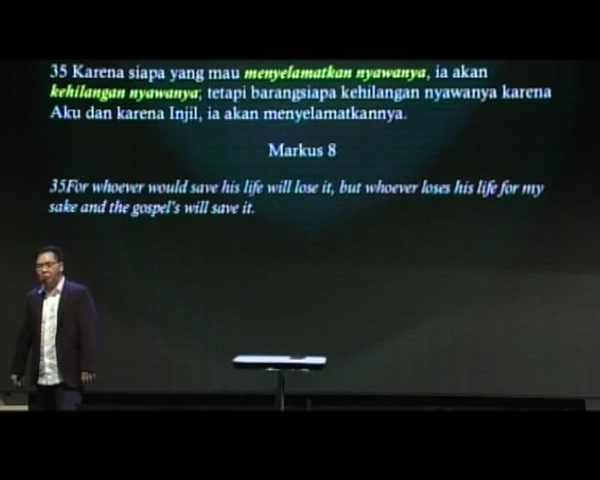 35 Karena siapa yang mau menyelamatkan nyawanya, ia akan
kehilangan nyawanya; tetapi barangsiapa kehilangan nyawanya karena
Aku dan karena Injil, ia akan menyelamatkannya.
Markus 8
35For whoever would save his life will lose it, but whoever loses his life for my
sake and the gospel's will save it.